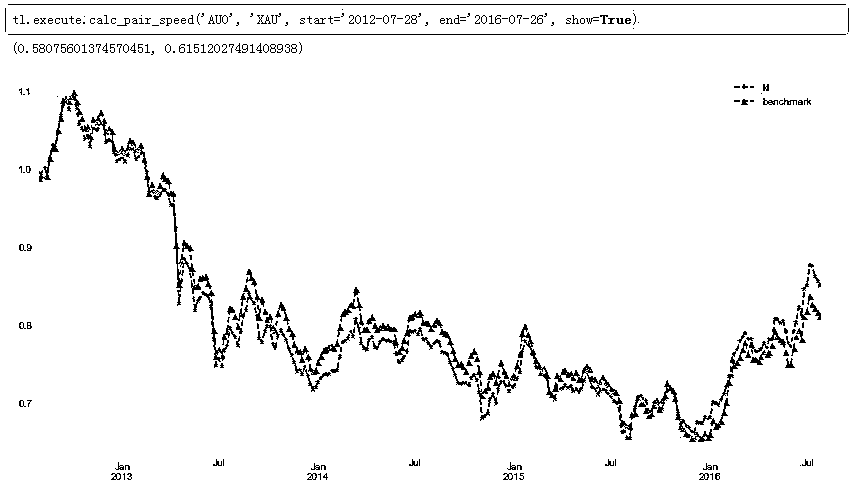 tl.execute.calc_pair_speed('AU0', 'XAU', start='2012-07-28', end='2016-07-26', show=True)
(0.58075601374570451, 0.61512027491408938)
kl
benchmark
1.1
1.0
0.9
0.8
0.7
Jan Jul Jan Jul Jan Jul Jan Jul
2013 2014 2015 2016